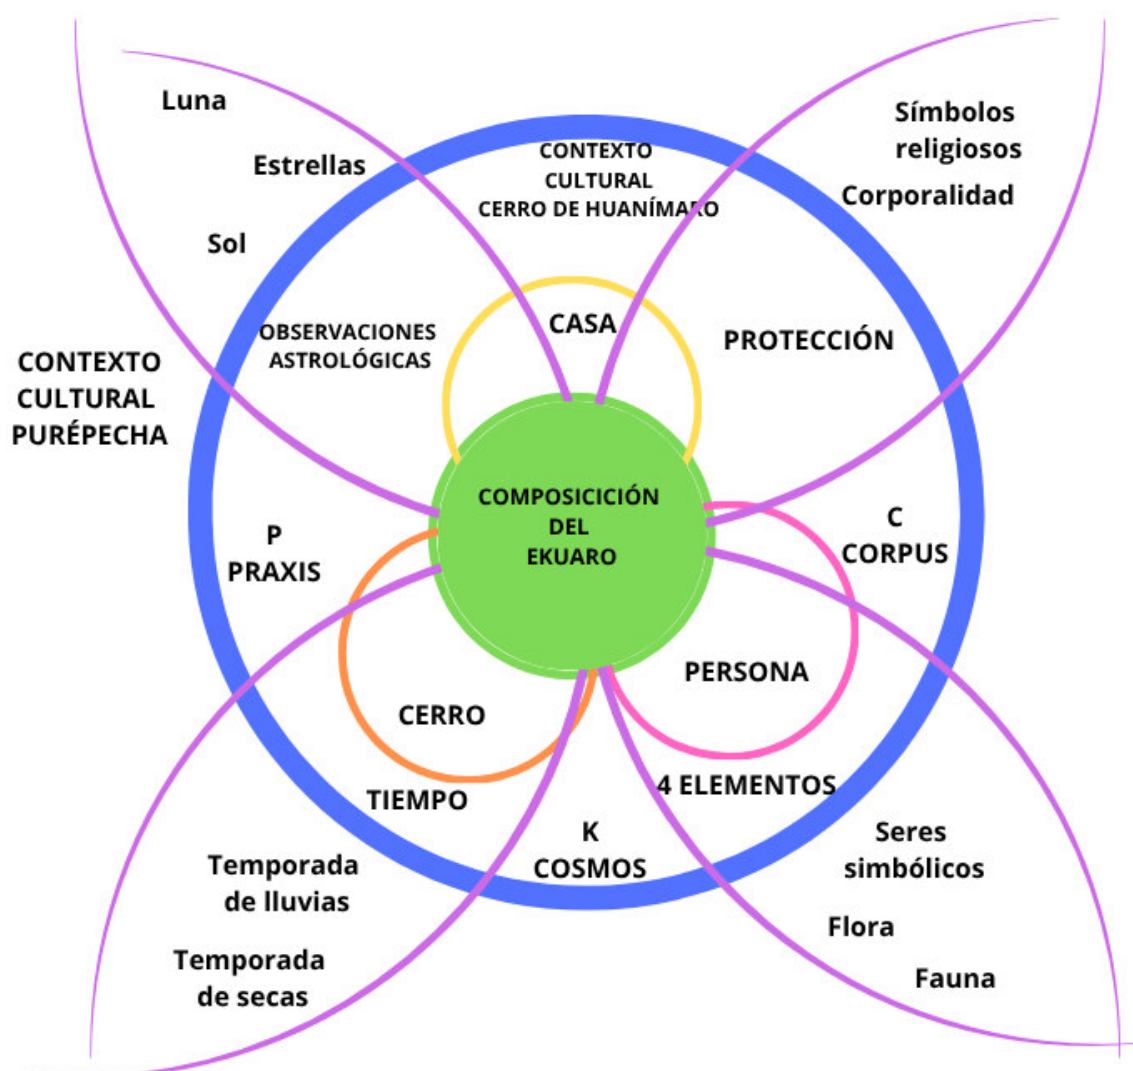 Luna
Estrellas
Sol
Símbolos
religiosos
Corporalidad
CONTEXTO
CULTURAL
CERRO DE HUANÍMARO
OBSERVACIONES
ASTROLÓGICAS
CASA
PROTECCIÓN
CONTEXTO
CULTURAL
PURÉPECHA
COMPOSICICIÓN
DEL
EKUARO
P
PRAXIS
C
CORPUS
CERRO
PERSONA
TIEMPO
4 ELEMENTOS
K
COSMOS
Temporada
de lluvias
Temporada
de secas
Seres
simbólicos
Flora
Fauna